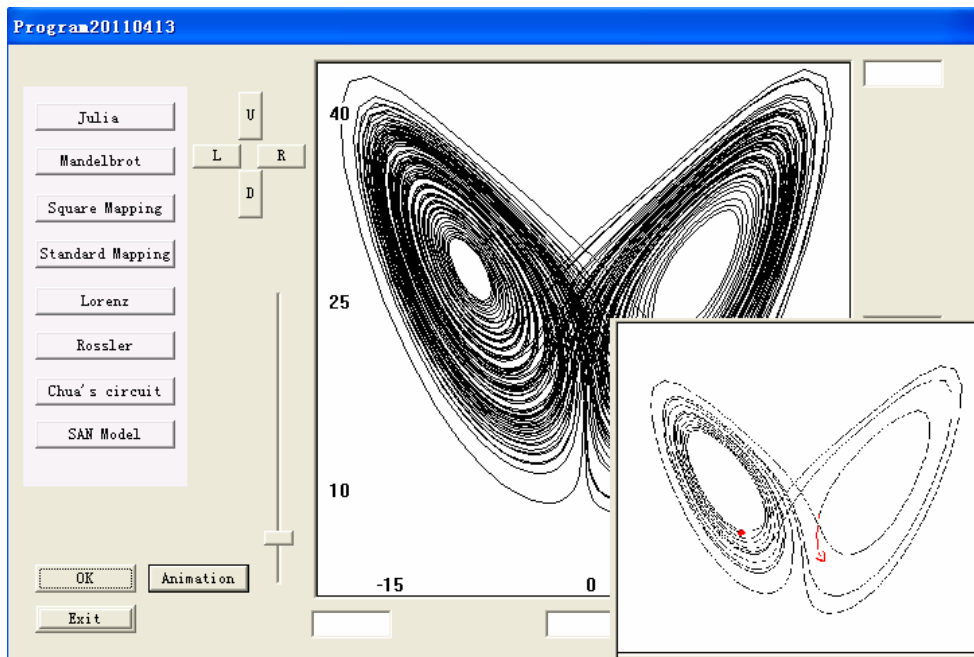 Program20110413
Julia
Mandelbrot
Square Mapping
Standard Mapping
Lorenz
Rossler
Chua's circuit
SAN Model
OK
Animation
Exit
U
L
R
D
40
25
10
-15
0